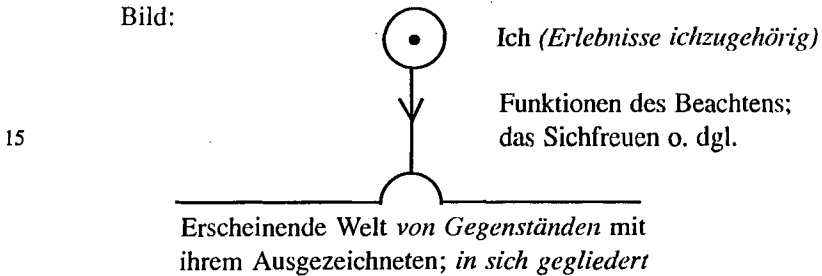 Bild:
Ich (Erlebnisse ichzugehörig)
Funktionen des Beachtens;
15
das Sichfreuen o. dgl.
Erscheinende Welt von Gegenständen mit
ihrem Ausgezeichneten; in sich gegliedert